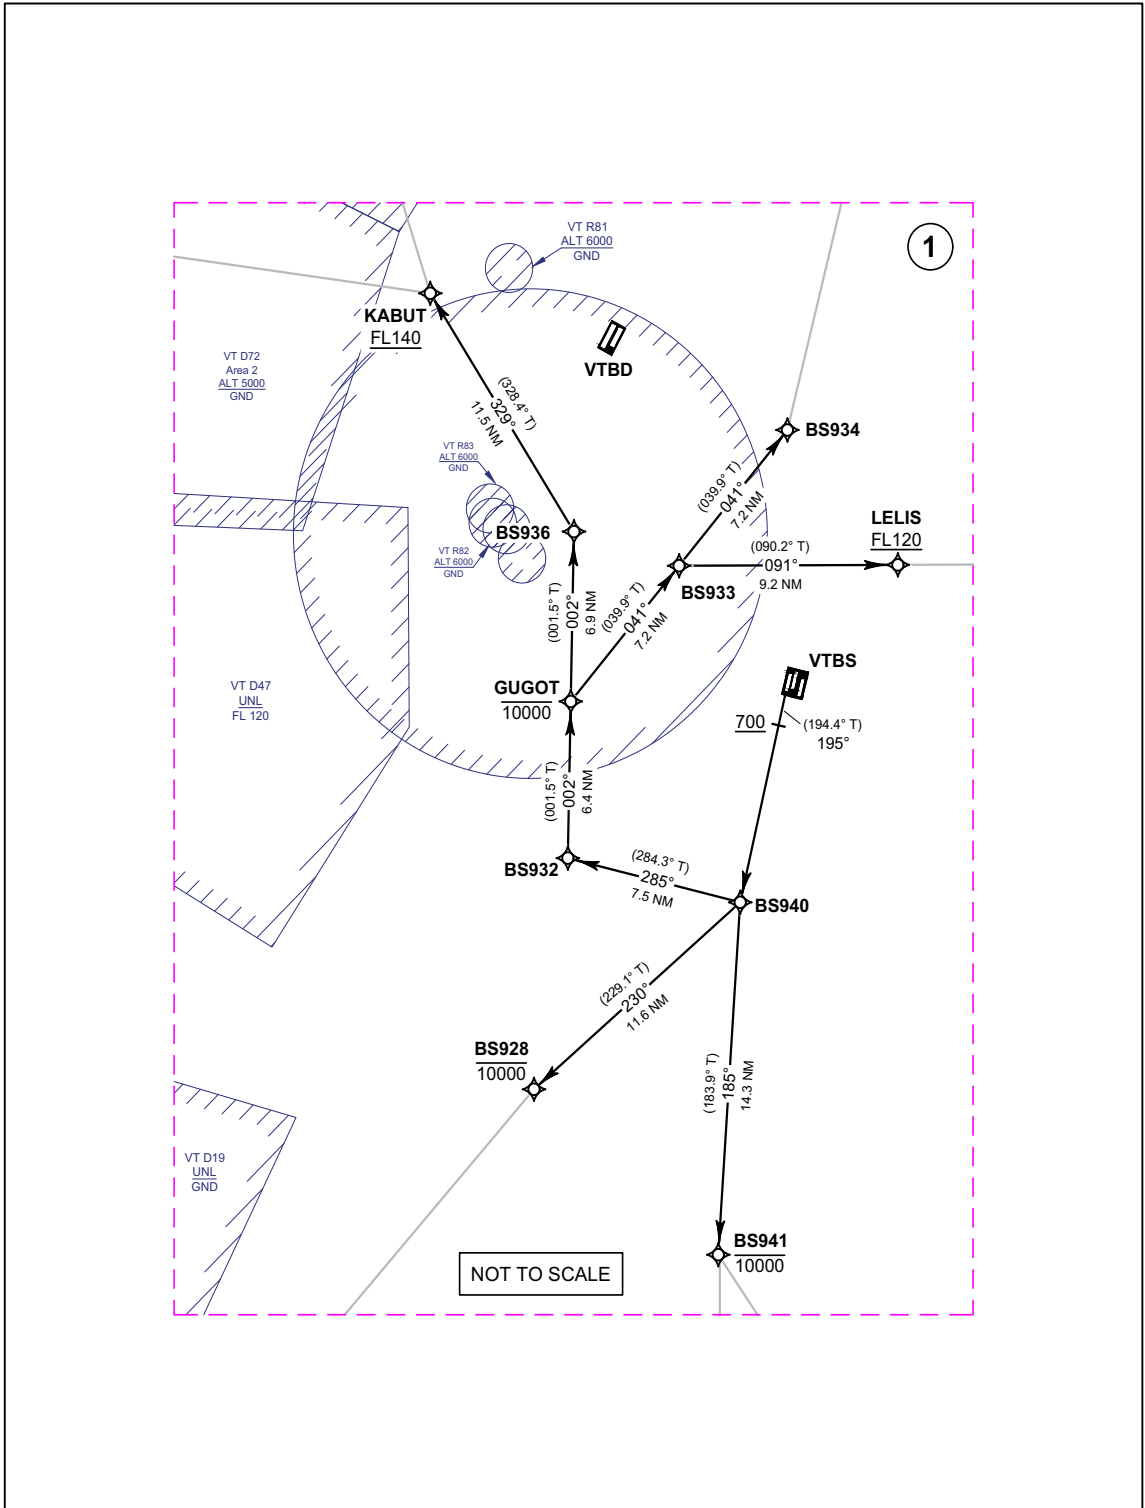 VT R81
ALT 6000
GND
1
KABUT
FL140
VTBD
VT D72
Area 2
ALT 5000
GND
(328.4° T)
329°
11.5 NM
BS934
VT R83
ALT 6000
GND
(039.9° T)
041°
7.2 NM
LELIS
FL120
BS936
(090.2° T)
091°
9.2 NM
VT R82
ALT 6000
GND
BS933
(001.5° T)
002°
6.9 NM
(039.9° T)
041°
7.2 NM
VTBS
VT D47
UNL
FL 120
GUGOT
10000
700
(194.4° T)
195°
(001.5° T)
002°
6.4 NM
BS932
(284.3° T)
285°
7.5 NM
BS940
(229.1° T)
230°
11.6 NM
BS928
10000
(183.9° T)
185°
14.3 NM
VT D19
UNL
GND
BS941
10000
NOT TO SCALE